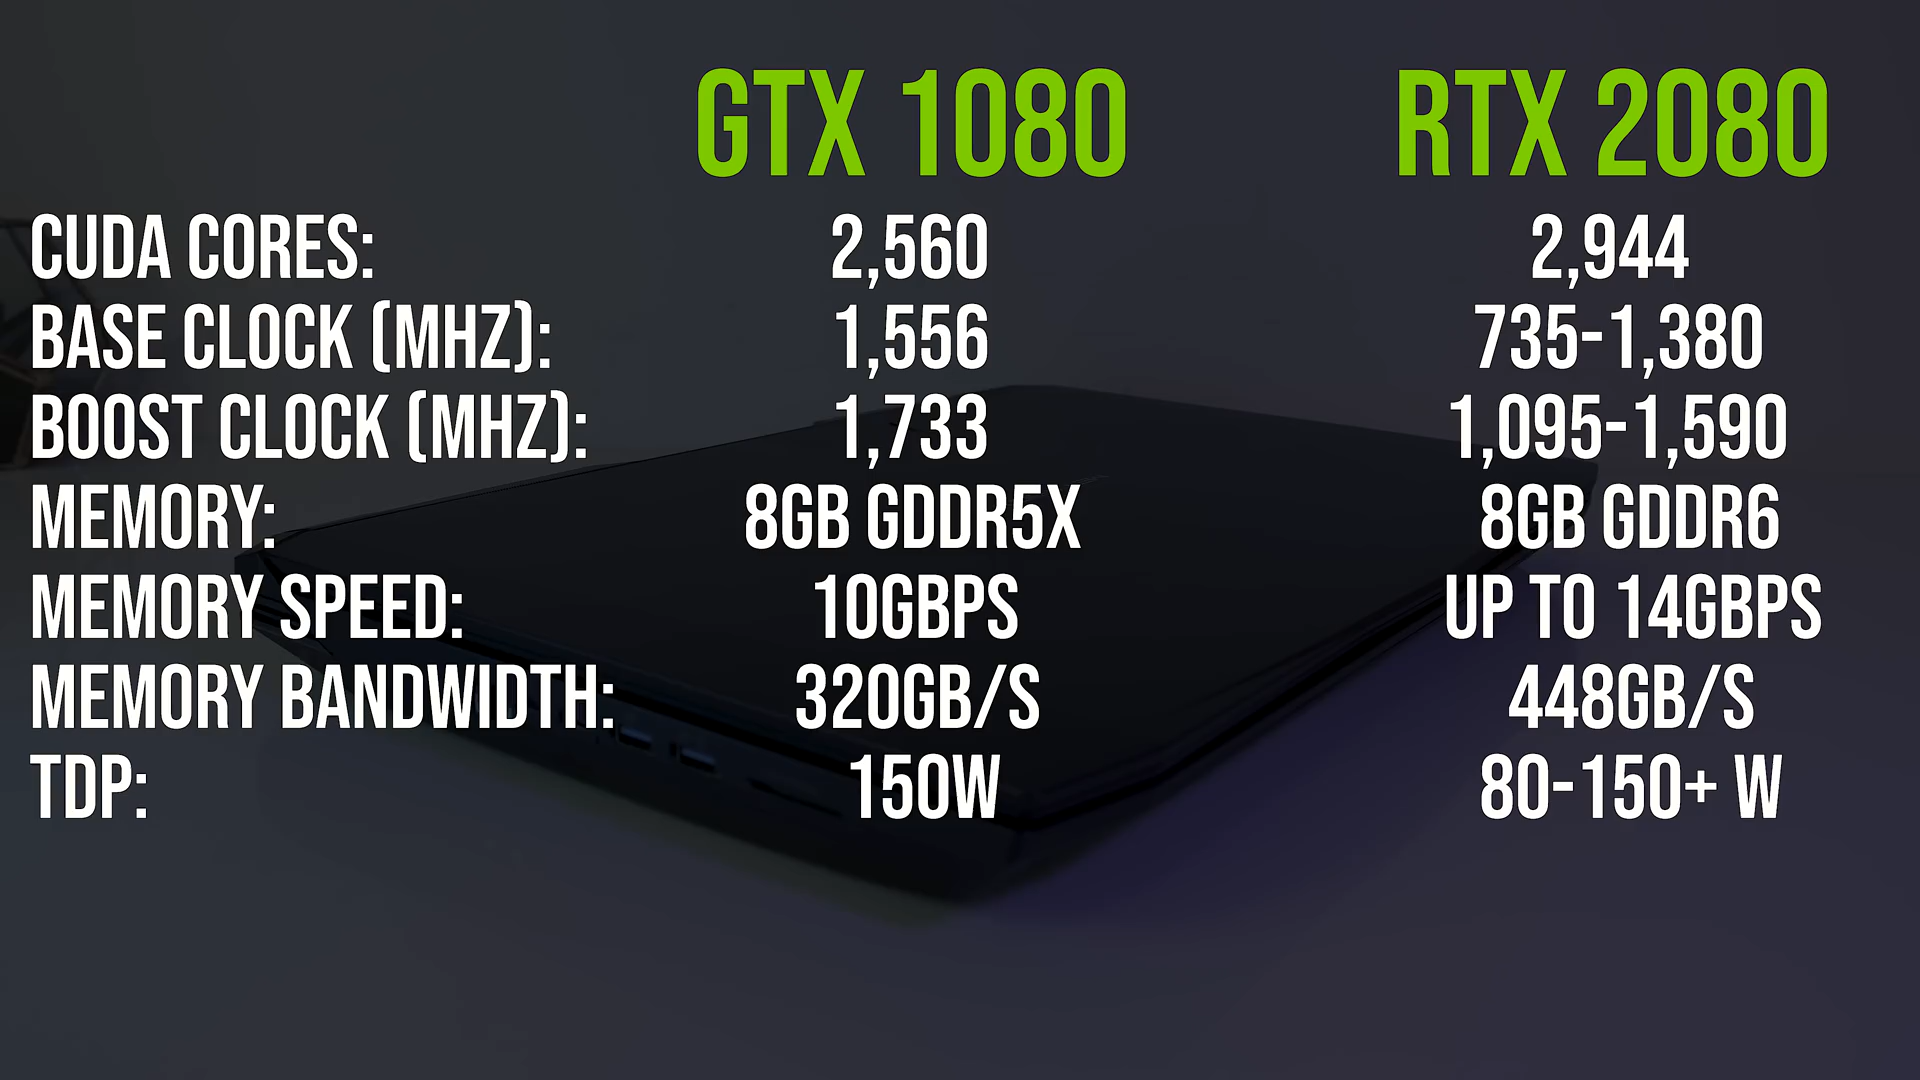 GTX 1080 RTX 2080
CUDA CORES: 2,560 2,944
BASE CLOCK (MHZ): 1,556 735-1,380
BOOST CLOCK (MHZ): 1,733 1,095-1,590
MEMORY: 8GB GDDR5X 8GB GDDR6
MEMORY SPEED: 10GBPS UP TO 14GBPS
MEMORY BANDWIDTH: 320GB/S 448GB/S
TDP: 150W 80-150+ W